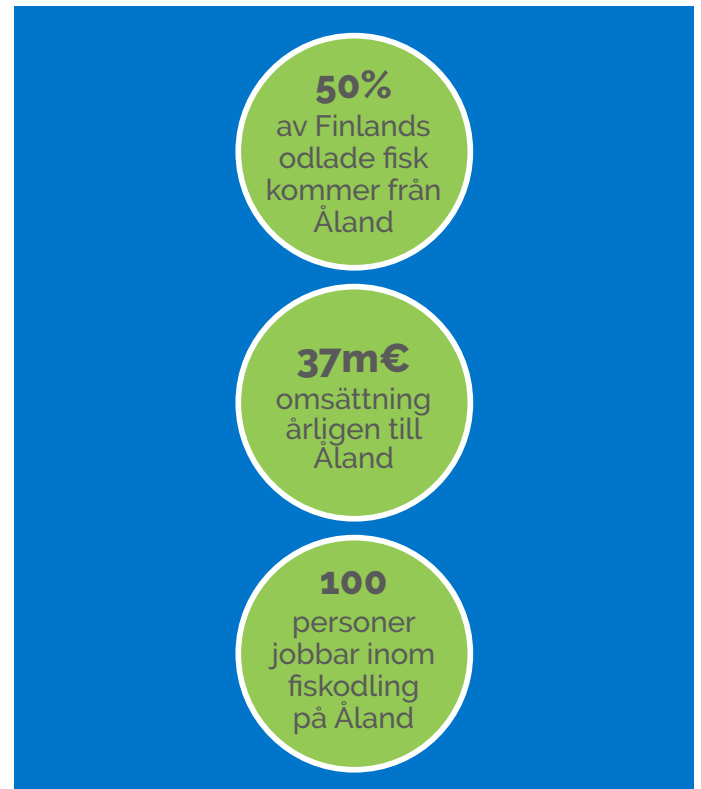 50%
av Finlands
odlade fisk
kommer från
Åland
37m€
omsättning
årligen till
Åland
100
personer
jobbar inom
fiskodling
på Åland